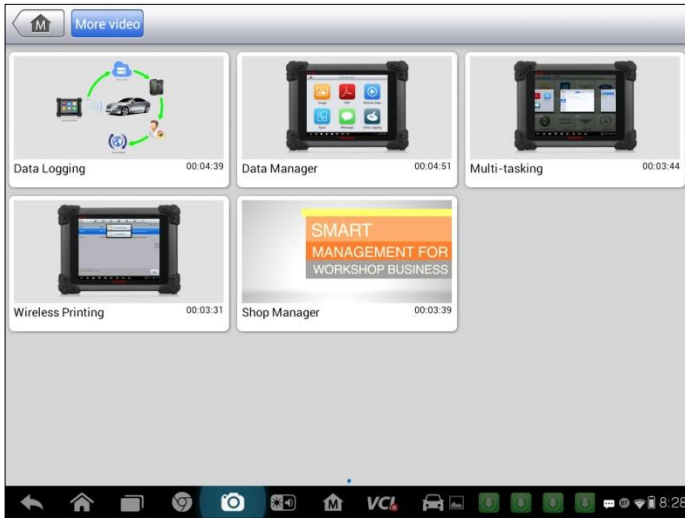 M
More video
Data Logging 00:04:39
Data Manager 00:04:51
Multi-tasking 00:03:44
SMART
MANAGEMENT FOR
WORKSHOP BUSINESS
Wireless Printing 00:03:31
Shop Manager 00:03:39
M VCI 8:28